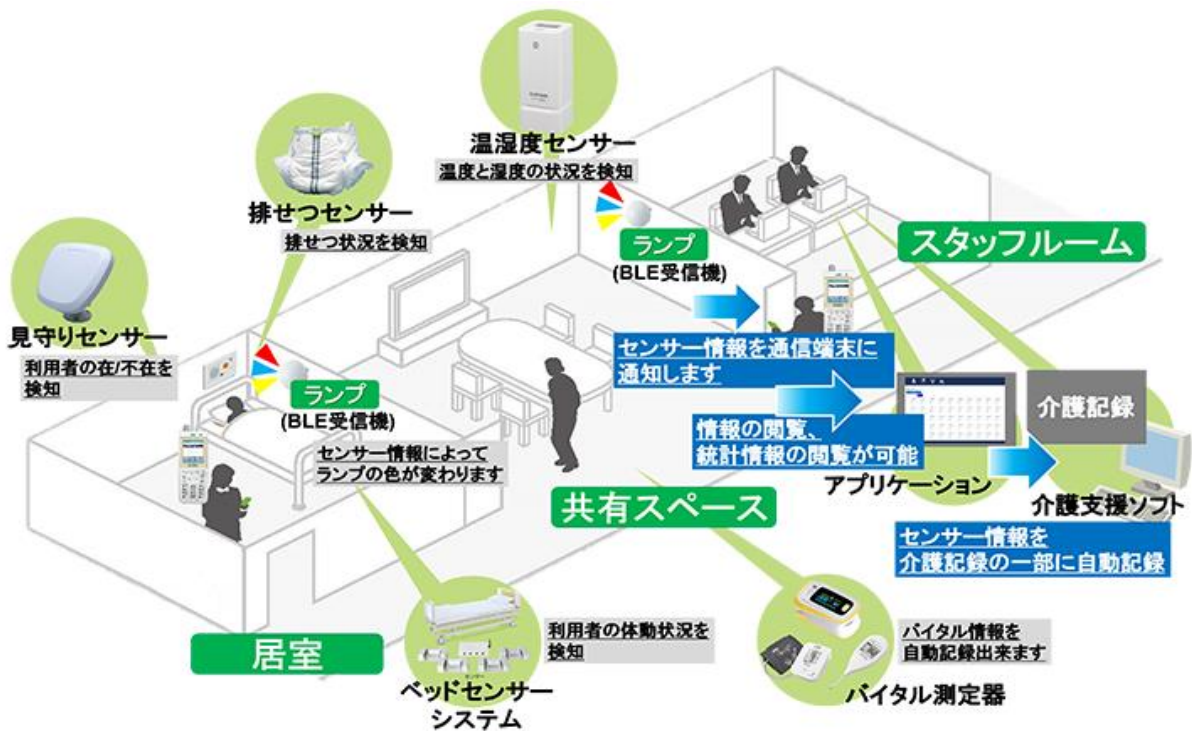 温湿度センサー
温度と湿度の状況を検知
排せつセンサー
排せつ状況を検知
見守りセンサー
利用者の在/不在を
検知
ランプ
(BLE受信機)
スタッフルーム
センサー情報を通信端末に
通知します
ランプ
(BLE受信機)
センサー情報によって
ランプの色が変わります
情報の閲覧、
統計情報の閲覧が可能
アプリケーション
介護記録
介護支援ソフト
センサー情報を
介護記録の一部に自動記録
共有スペース
居室
利用者の体動状況を
検知
ベッドセンサー
システム
バイタル情報を
自動記録出来ます
バイタル測定器